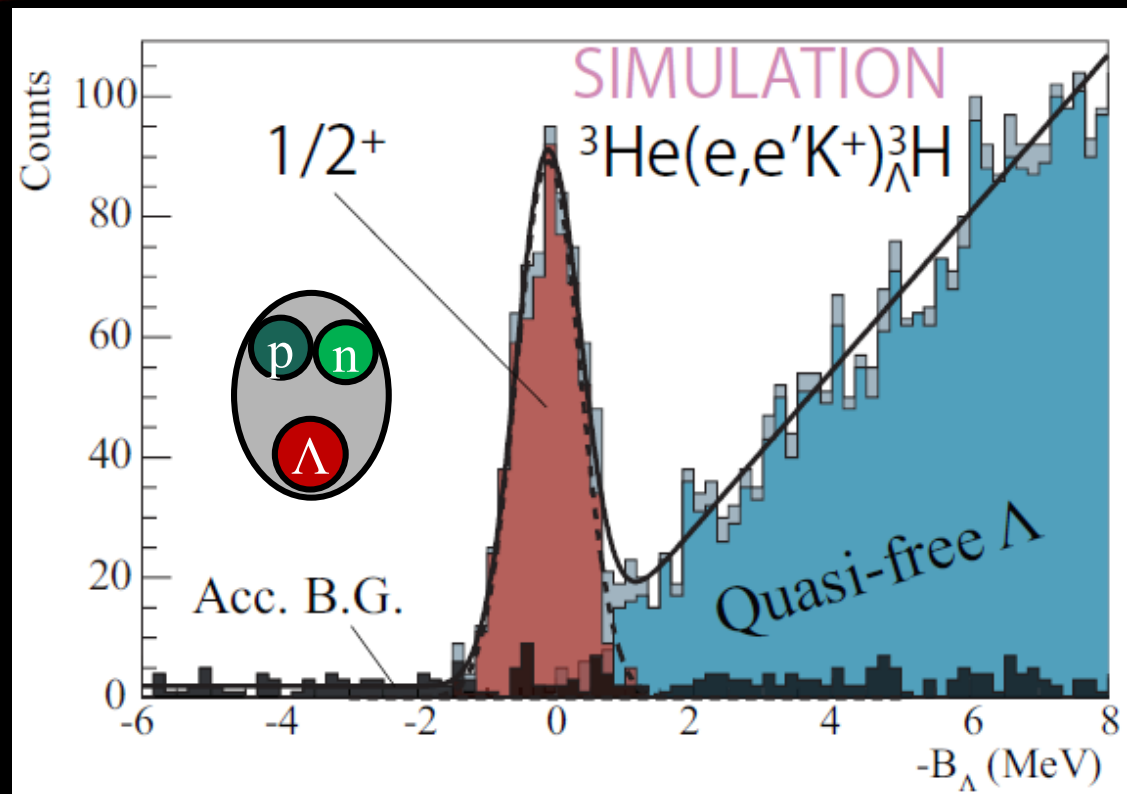 SIMULATION
1/2⁺
³He(e,e′K⁺)³ΛH
Counts
100
80
60
40
20
0
p
n
Λ
Acc. B.G.
Quasi-free Λ
-6
-4
-2
0
2
4
6
8
-BΛ (MeV)